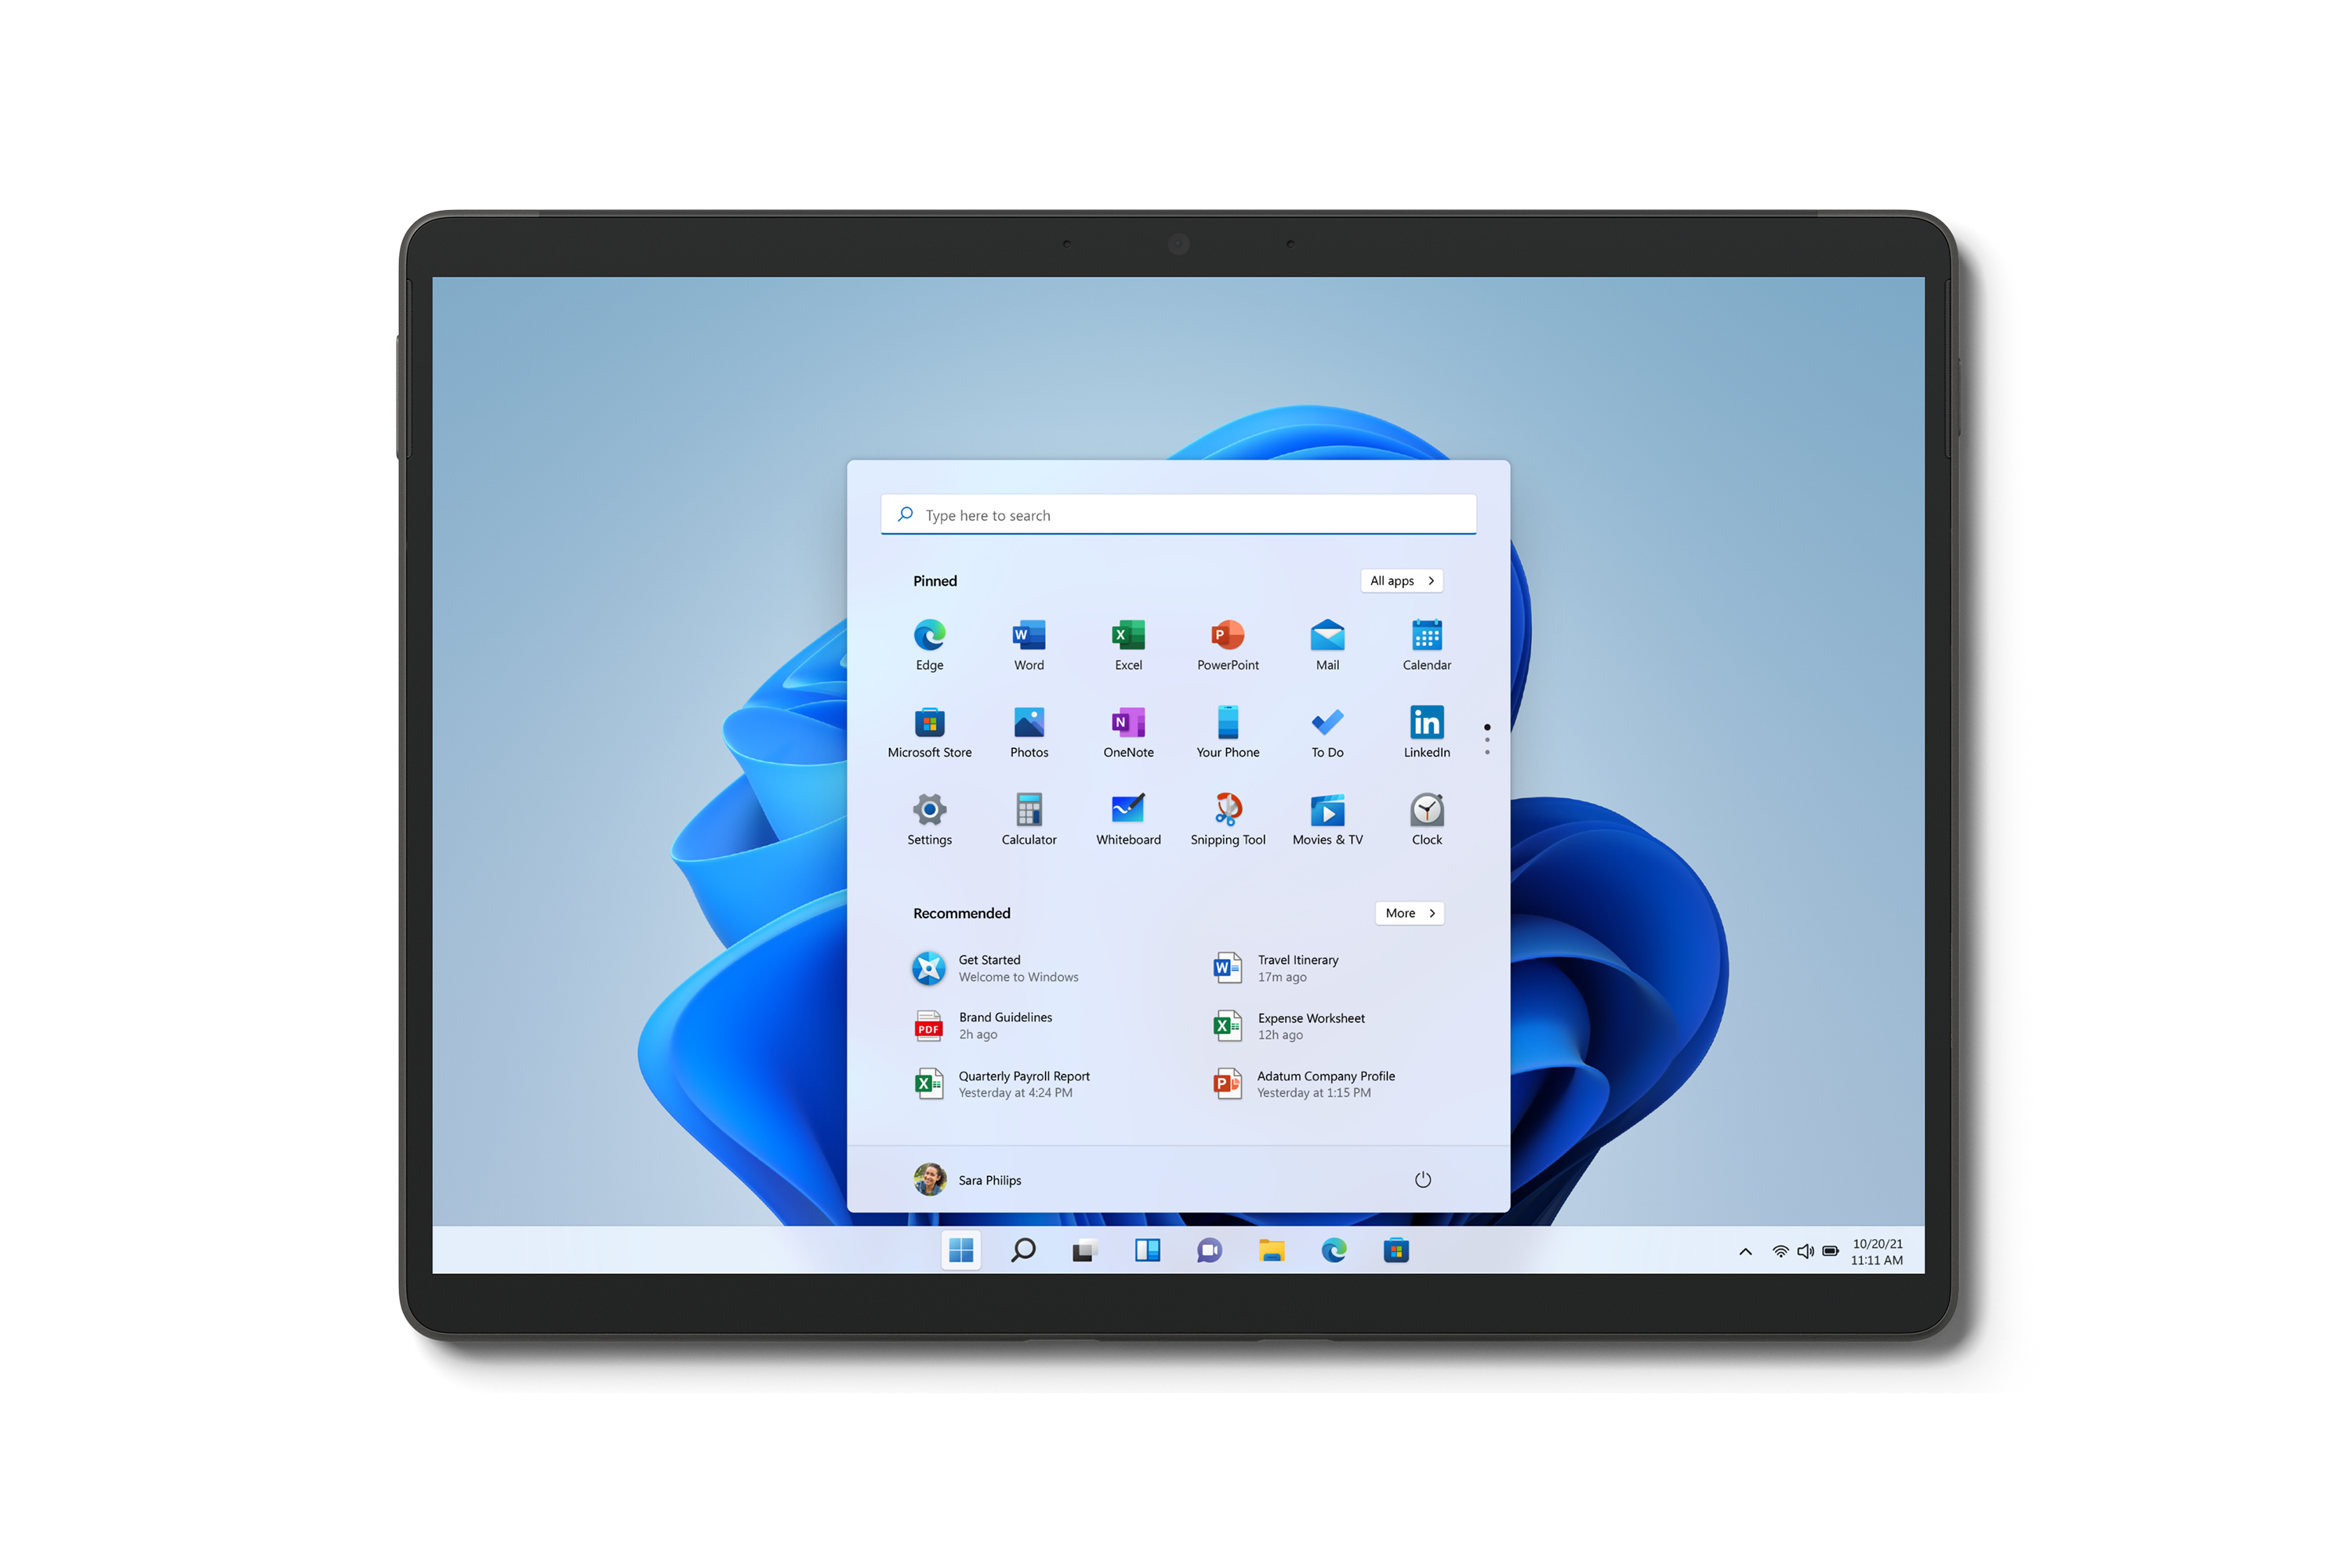 Type here to search
Pinned
All apps
Edge
Word
Excel
PowerPoint
Mail
Calendar
Microsoft Store
Photos
OneNote
Your Phone
To Do
LinkedIn
Settings
Calculator
Whiteboard
Snipping Tool
Movies & TV
Clock
Recommended
More
Get Started
Welcome to Windows
Travel Itinerary
17m ago
PDF
Brand Guidelines
2h ago
Expense Worksheet
12h ago
Quarterly Payroll Report
Yesterday at 4:24 PM
Adatum Company Profile
Yesterday at 1:15 PM
Sara Philips
10/20/21
11:11 AM